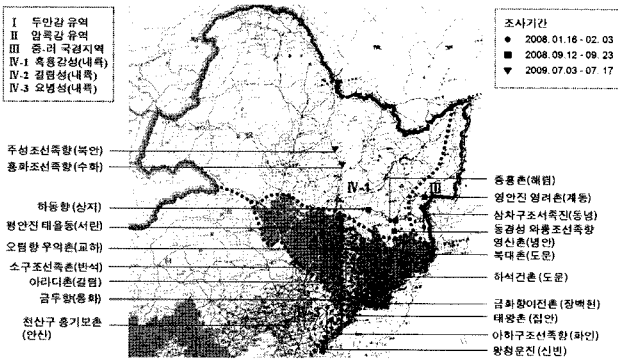 I 두만강 유역
II 압록강 유역
III 중·러 국경지역
IV-1 흑룡강성(내륙)
IV-2 길림성(내륙)
IV-3 요녕성(내륙)
조사기간
2008.01.16 - 02.03
2008.09.12 - 09.23
2009.07.03 - 07.17
주성조선족향(북안)
흥화조선족향(수화)
하동향(상지)
평안진 태을동(서란)
오림향 우억촌(교하)
소구조선족촌(반석)
아라디촌(길림)
금두향(통화)
천산구 홍기보촌
(안산)
IV-1
III
중흥촌(해림)
영안진 영려촌(계동)
삼차구조선족진(동녕)
동경성 와룡조선족향
영산촌(녕안)
북대촌(도문)
하석건촌(도문)
금화향이전촌(장백현)
태왕촌(집안)
아하구조선족향(화인)
왕청문진(신빈)